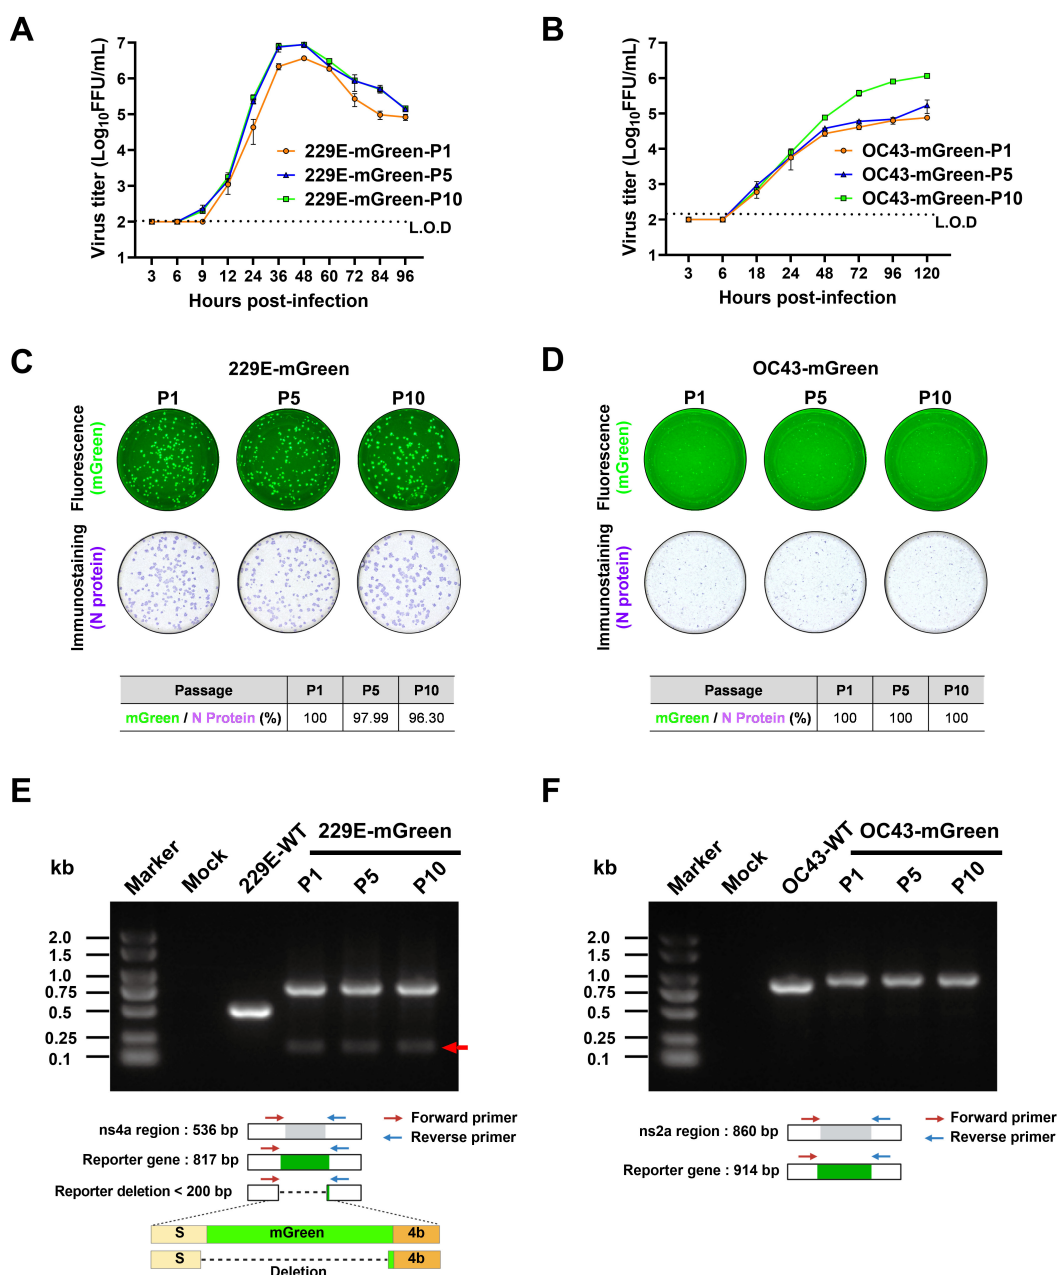 A
Virus titer (Log10FFU/mL)
7
6
5
4
3
2
1
229E-mGreen-P1
229E-mGreen-P5
229E-mGreen-P10
L.O.D
3 6 9 12 24 36 48 60 72 84 96
Hours post-infection
B
Virus titer (Log10FFU/mL)
7
6
5
4
3
2
1
OC43-mGreen-P1
OC43-mGreen-P5
OC43-mGreen-P10
L.O.D
3 6 18 24 48 72 96 120
Hours post-infection
C
229E-mGreen
P1 P5 P10
Fluorescence
(mGreen)
Immunostaining
(N protein)
Passage P1 P5 P10
mGreen / N Protein (%) 100 97.99 96.30
D
OC43-mGreen
P1 P5 P10
Fluorescence
(mGreen)
Immunostaining
(N protein)
Passage P1 P5 P10
mGreen / N Protein (%) 100 100 100
E
kb
Marker
Mock
229E-WT
229E-mGreen
P1 P5 P10
2.0
1.5
1.0
0.75
0.5
0.25
0.1
ns4a region : 536 bp
Reporter gene : 817 bp
Reporter deletion < 200 bp
Forward primer
Reverse primer
S mGreen 4b
S 4b
Deletion
F
kb
Marker
Mock
OC43-WT
OC43-mGreen
P1 P5 P10
2.0
1.5
1.0
0.75
0.5
0.25
0.1
ns2a region : 860 bp
Reporter gene: 914 bp
Forward primer
Reverse primer